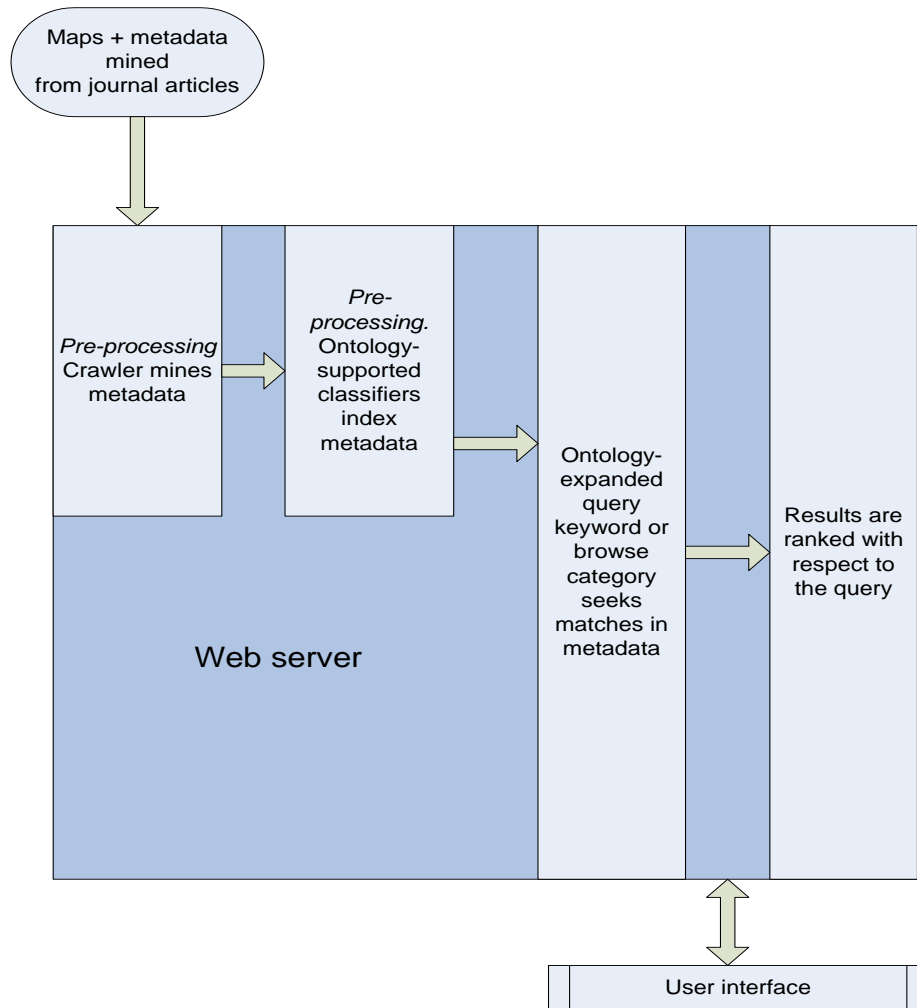 Maps + metadata
mined
from journal articles
Pre-processing
Crawler mines
metadata
Pre-
processing.
Ontology-
supported
classifiers
index
metadata
Ontology-
expanded
query
keyword or
browse
category
seeks
matches in
metadata
Results are
ranked with
respect to
the query
Web server
User interface